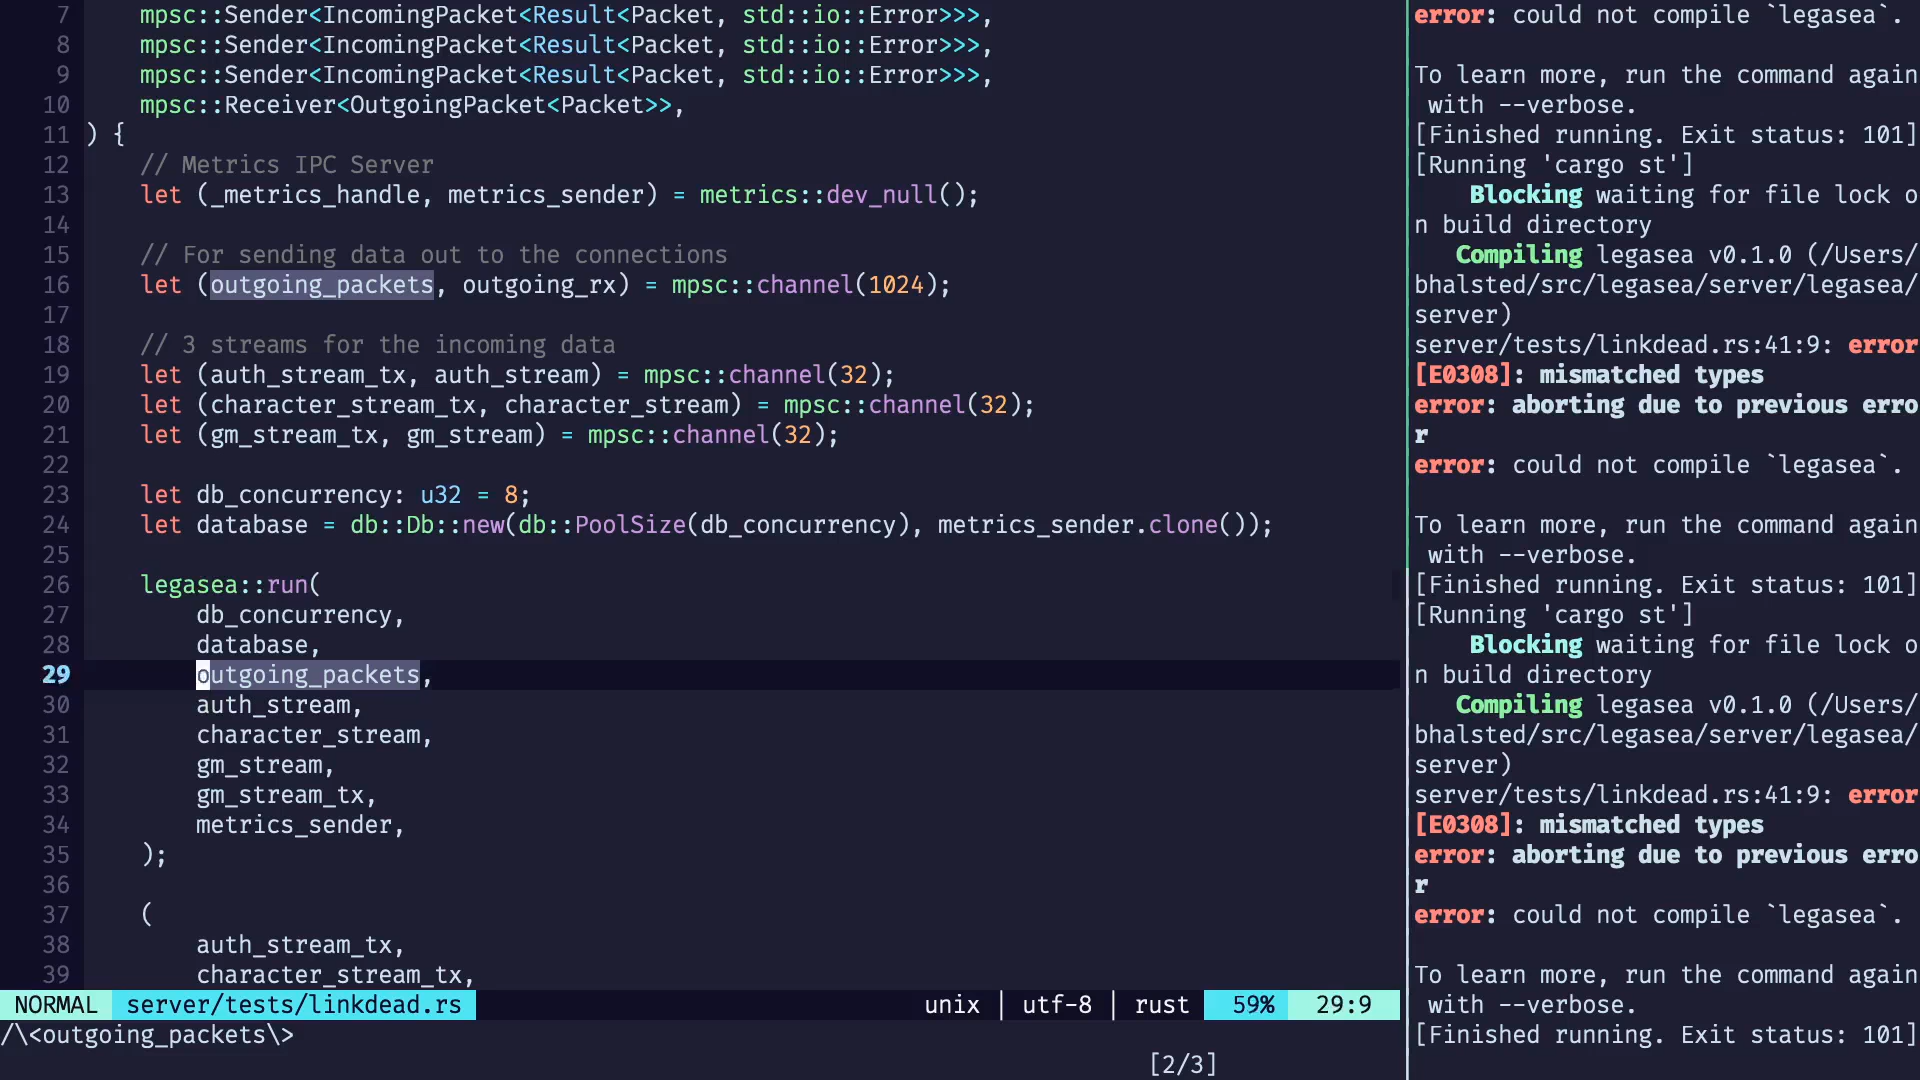 7 mpsc::Sender<IncomingPacket<Result<Packet, std::io::Error>>>,
8 mpsc::Sender<IncomingPacket<Result<Packet, std::io::Error>>>,
9 mpsc::Sender<IncomingPacket<Result<Packet, std::io::Error>>>,
10 mpsc::Receiver<OutgoingPacket<Packet>>,
11 ) {
12 // Metrics IPC Server
13 let (_metrics_handle, metrics_sender) = metrics::dev_null();
14
15 // For sending data out to the connections
16 let (outgoing_packets, outgoing_rx) = mpsc::channel(1024);
17
18 // 3 streams for the incoming data
19 let (auth_stream_tx, auth_stream) = mpsc::channel(32);
20 let (character_stream_tx, character_stream) = mpsc::channel(32);
21 let (gm_stream_tx, gm_stream) = mpsc::channel(32);
22
23 let db_concurrency: u32 = 8;
24 let database = db::Db::new(db::PoolSize(db_concurrency), metrics_sender.clone());
25
26 legasea::run(
27 db_concurrency,
28 database,
29 outgoing_packets,
30 auth_stream,
31 character_stream,
32 gm_stream,
33 gm_stream_tx,
34 metrics_sender,
35 );
36
37 (
38 auth_stream_tx,
39 character_stream_tx,
NORMAL server/tests/linkdead.rs unix | utf-8 | rust 59% 29:9
/\<outgoing_packets\>
[2/3]
error: could not compile `legasea`.
To learn more, run the command again
with --verbose.
[Finished running. Exit status: 101]
[Running 'cargo st']
Blocking waiting for file lock o
n build directory
Compiling legasea v0.1.0 (/Users/
bhalsted/src/legasea/server/legasea/
server)
server/tests/linkdead.rs:41:9: error
[E0308]: mismatched types
error: aborting due to previous erro
r
error: could not compile `legasea`.
To learn more, run the command again
with --verbose.
[Finished running. Exit status: 101]
[Running 'cargo st']
Blocking waiting for file lock o
n build directory
Compiling legasea v0.1.0 (/Users/
bhalsted/src/legasea/server/legasea/
server)
server/tests/linkdead.rs:41:9: error
[E0308]: mismatched types
error: aborting due to previous erro
r
error: could not compile `legasea`.
To learn more, run the command again
with --verbose.
[Finished running. Exit status: 101]